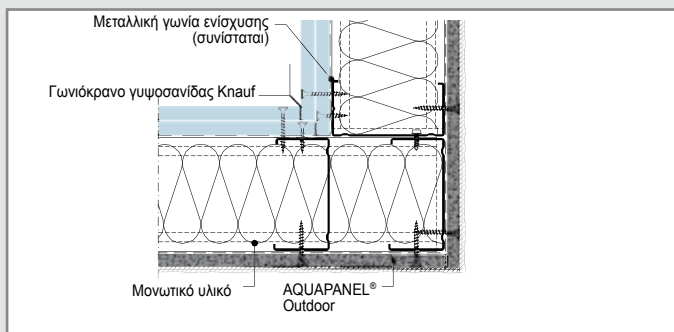 Μεταλλική γωνία ενίσχυσης
(συνίσταται)
Γωνιόκρανο γυψοσανίδας Knauf
Μονωτικό υλικό
AQUAPANEL®
Outdoor